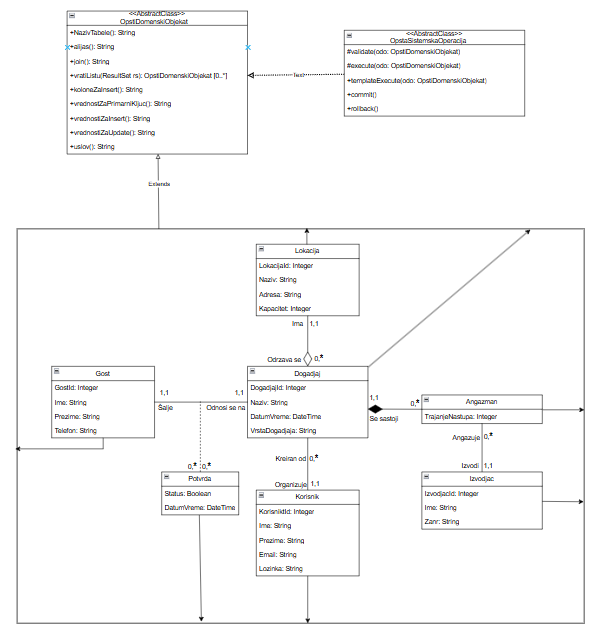 <<AbstractClass>>
OpstiDomenskiObjekat
+NazivTabele(): String
+alijas(): String
+join(): String
+vratiListu(ResultSet rs): OpstiDomenskiObjekat [0..*]
+koloneZaInsert(): String
+vrednostZaPrimarniKljuc(): String
+vrednostiZaInsert(): String
+vrednostiZaUpdate(): String
+uslov(): String
<<AbstractClass>>
OpstaSistemskaOperacija
#validate(odo: OpstiDomenskiObjekat)
#execute(odo: OpstiDomenskiObjekat)
+templateExecute(odo: OpstiDomenskiObjekat)
+commit()
+rollback()
Text
Extends
Lokacija
LokacijaId: Integer
Naziv: String
Adresa: String
Kapacitet: Integer
Ima 1,1
Odrzava se 0,*
Gost
GostId: Integer
Ime: String
Prezime: String
Telefon: String
1,1 1,1
Šalje Odnosi se na
Dogadjaj
DogadjajId: Integer
Naziv: String
DatumVreme: DateTime
VrstaDogadjaja: String
1,1 0,*
Se sastoji
Angazman
TrajanjeNastupa: Integer
Angazuje 0,*
Izvodi 1,1
Izvodjac
IzvodjacId: Integer
Ime: String
Zanr: String
0,* 0,*
Potvrda
Status: Boolean
DatumVreme: DateTime
Kreiran od 0,*
Organizuje 1,1
Korisnik
KorisnikId: Integer
Ime: String
Prezime: String
Email: String
Lozinka: String